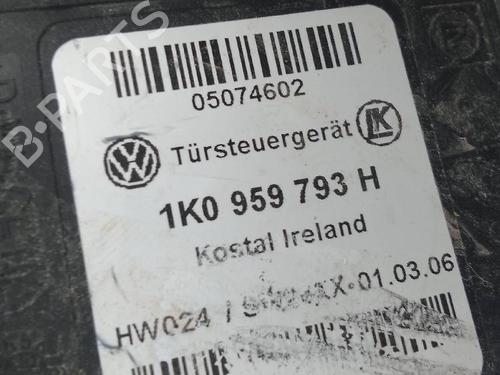 B-PARTS
05074602
Türsteuergerät
1K0 959 793 H
Kostal Ireland
HW024 / 01.03.06